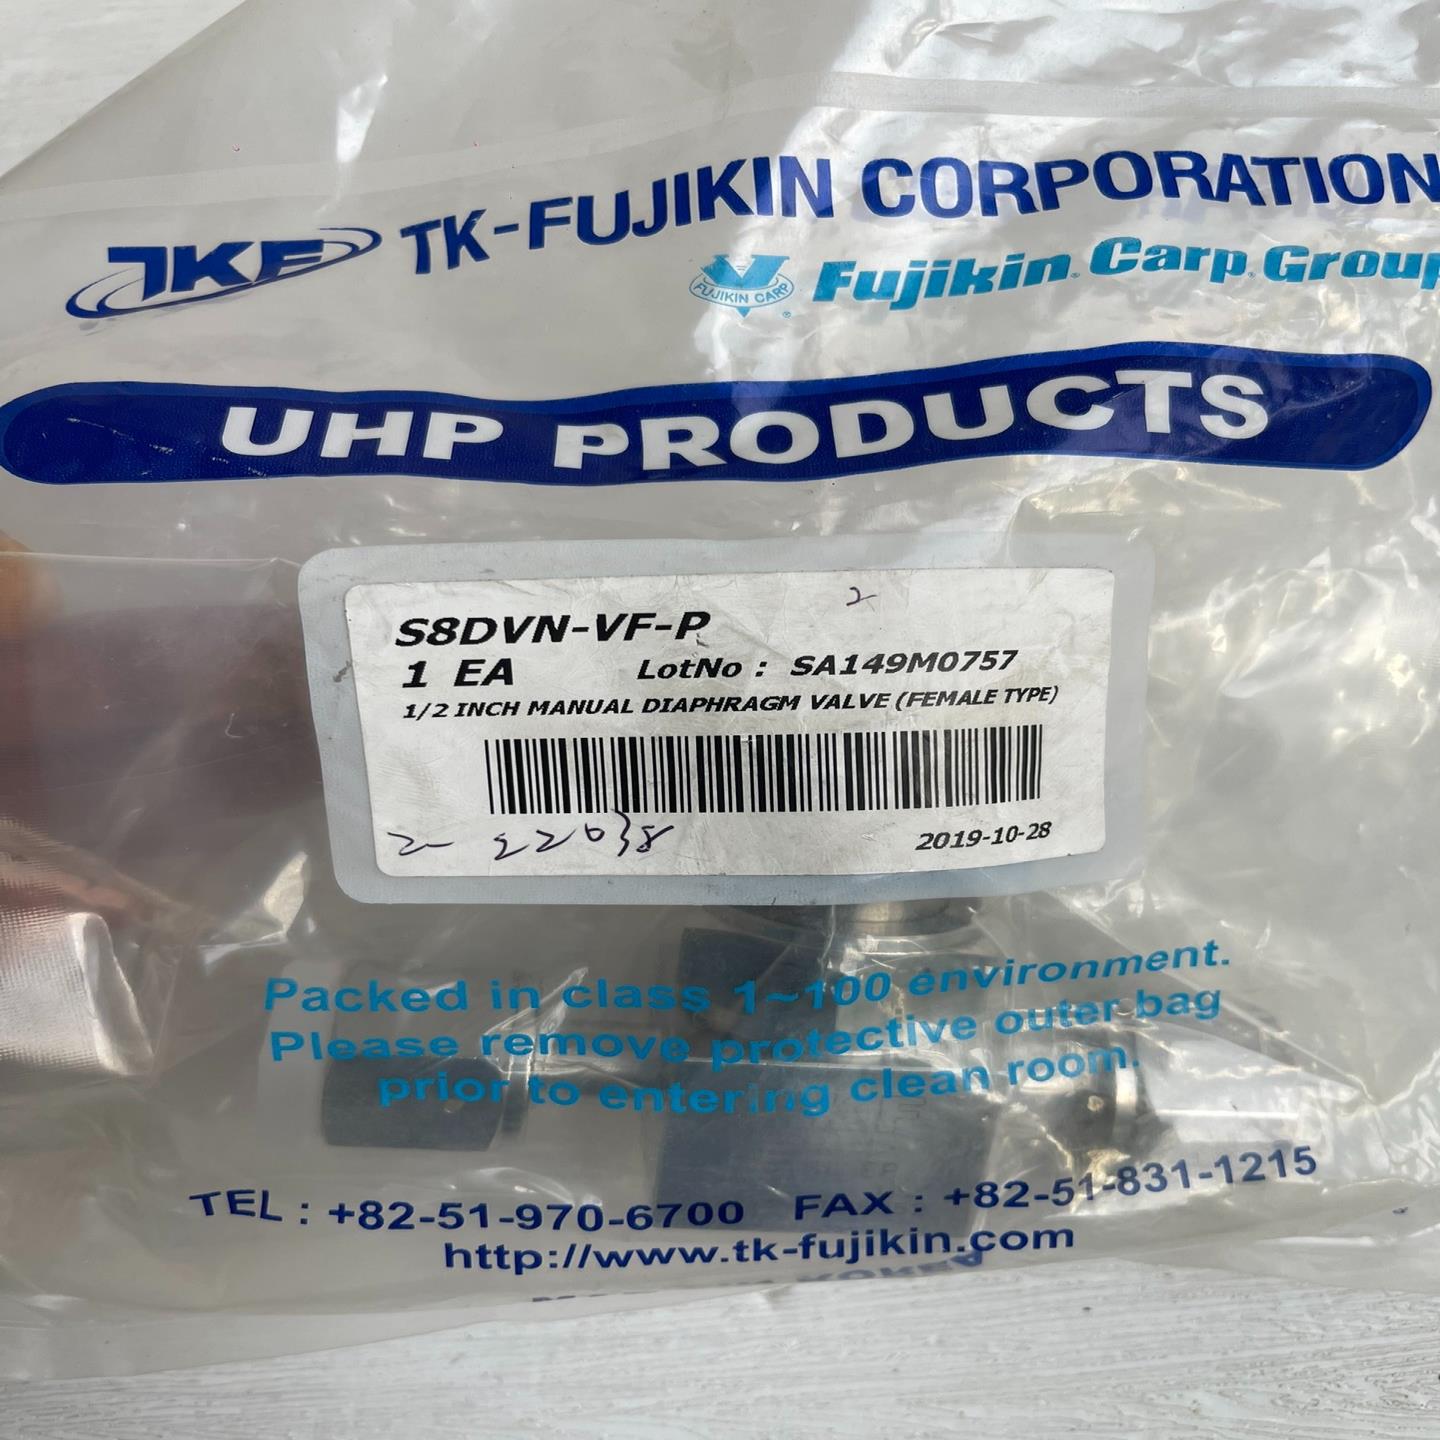 TKF TK-FUJIKIN CORPORATION
FUJIKIN CARP ® Fujikin. Carp. Group
UHP PRODUCTS
2
S8DVN-VF-P
1 EA LotNo : SA149M0757
1/2 INCH MANUAL DIAPHRAGM VALVE (FEMALE TYPE)
2- 22038
2019-10-28
Packed in class 1~100 environment.
Please remove protective outer bag
prior to entering clean room.
TEL : +82-51-970-6700 FAX : +82-51-831-1215
http://www.tk-fujikin.com
KOREA